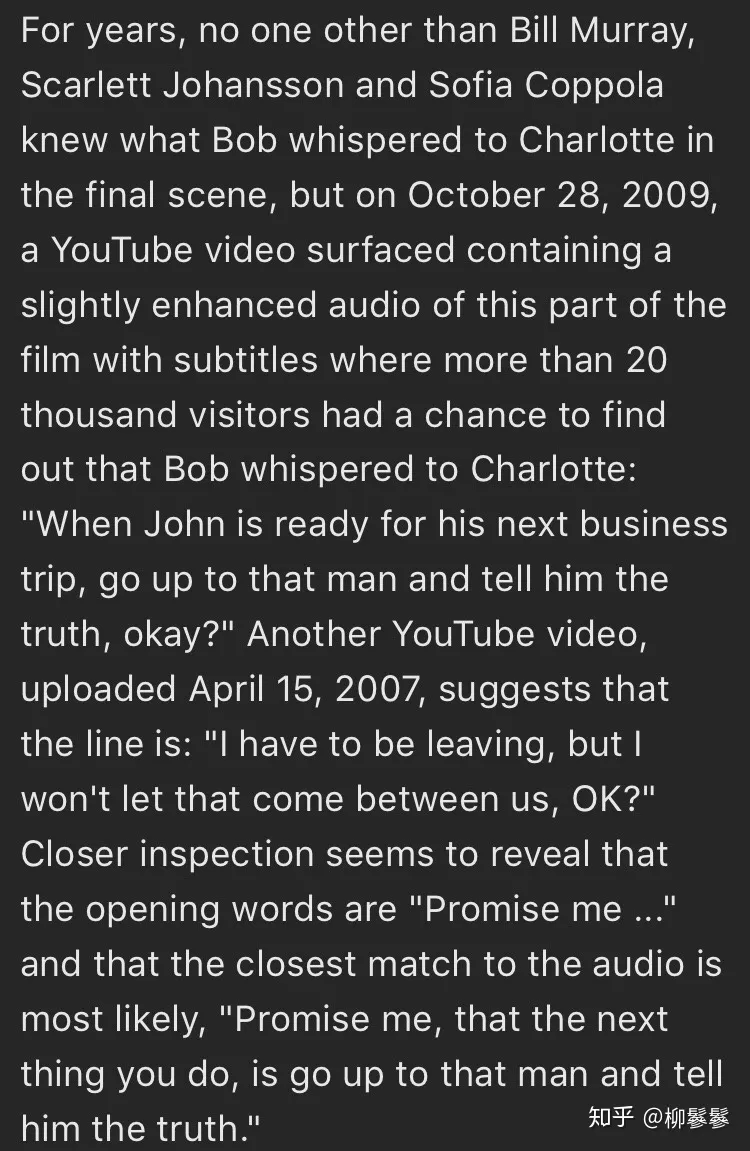 For years, no one other than Bill Murray,
Scarlett Johansson and Sofia Coppola
knew what Bob whispered to Charlotte in
the final scene, but on October 28, 2009,
a YouTube video surfaced containing a
slightly enhanced audio of this part of the
film with subtitles where more than 20
thousand visitors had a chance to find
out that Bob whispered to Charlotte:
"When John is ready for his next business
trip, go up to that man and tell him the
truth, okay?" Another YouTube video,
uploaded April 15, 2007, suggests that
the line is: "I have to be leaving, but I
won't let that come between us, OK?"
Closer inspection seems to reveal that
the opening words are "Promise me ..."
and that the closest match to the audio is
most likely, "Promise me, that the next
thing you do, is go up to that man and tell
him the truth."
知乎 @柳鬖鬖